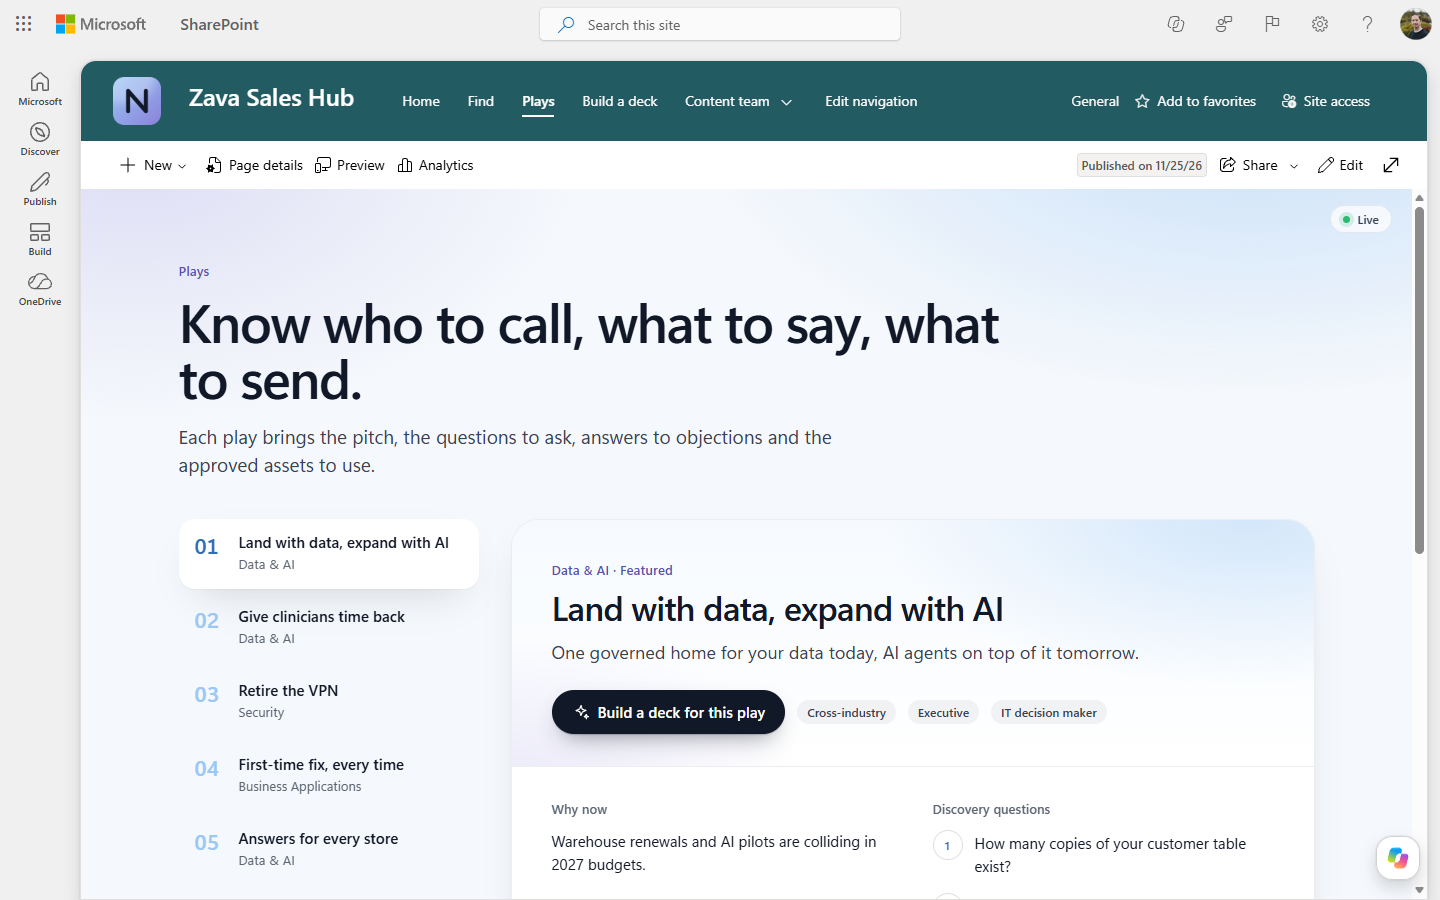 Microsoft
SharePoint
Search this site
Microsoft
Discover
Publish
Build
OneDrive
N
Zava Sales Hub
Home
Find
Plays
Build a deck
Content team
Edit navigation
General
Add to favorites
Site access
New
Page details
Preview
Analytics
Published on 11/25/26
Share
Edit
Live
Plays
Know who to call, what to say, what
to send.
Each play brings the pitch, the questions to ask, answers to objections and the
approved assets to use.
01
Land with data, expand with AI
Data & AI
02
Give clinicians time back
Data & AI
03
Retire the VPN
Security
04
First-time fix, every time
Business Applications
05
Answers for every store
Data & AI
Data & AI · Featured
Land with data, expand with AI
One governed home for your data today, AI agents on top of it tomorrow.
Build a deck for this play
Cross-industry
Executive
IT decision maker
Why now
Warehouse renewals and AI pilots are colliding in
2027 budgets.
Discovery questions
1
How many copies of your customer table
exist?